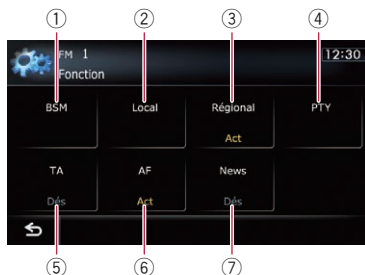 ① ② ③ ④
FM 1
12:30
Fonction
BSM Local Régional PTY
Act
TA AF News
Dés Act Dés
⑤ ⑥ ⑦